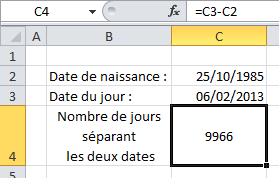 C4 fx =C3-C2
A B C
1
2 Date de naissance : 25/10/1985
3 Date du jour : 06/02/2013
Nombre de jours
séparant 9966
4 les deux dates
5